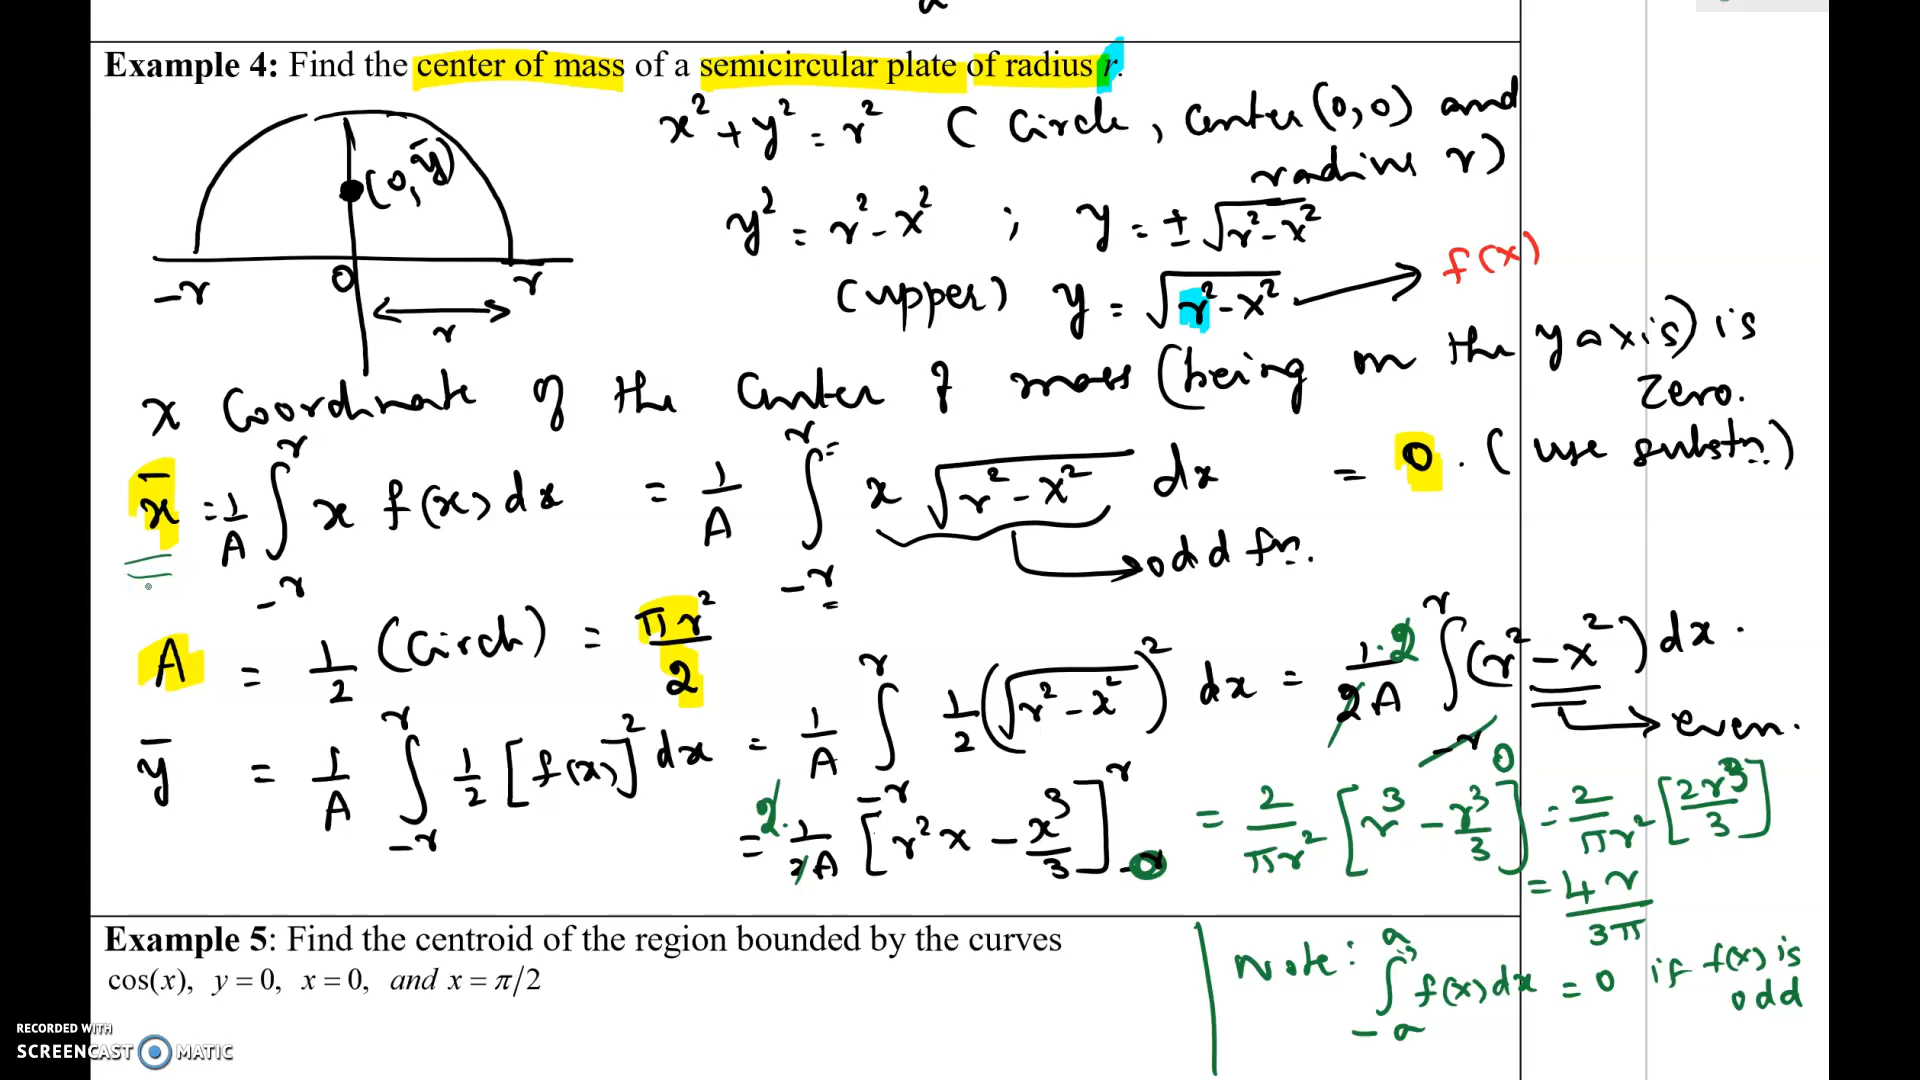 Example 4: Find the center of mass of a semicircular plate of radius r.
x² + y² = r² (Circle, Center (0,0) and radius r)
(0, ȳ)
y² = r² - x² ; y = ± √(r² - x²)
-r 0 r
r
(upper) y = √(r² - x²) → f(x)
x Coordinate of the Center of mass (being on the y axis) is zero.
x̄ = 1/A ∫_{-r}^{r} x f(x) dx = 1/A ∫_{-r}^{r} x √(r² - x²) dx = 0. (use substn.)
→ odd fn.
A = 1/2 (Circle) = πr²/2
ȳ = 1/A ∫_{-r}^{r} 1/2 [f(x)]² dx = 1/A ∫_{-r}^{r} 1/2 (√(r² - x²))² dx = 1·2/2A ∫_{-r 0}^{r} (r² - x²) dx.
→ even.
= 2· 1/2A [r²x - x³/3]_{0}^{r} = 2/πr² [r³ - r³/3] = 2/πr² [2r³/3]
= 4r/3π
Example 5: Find the centroid of the region bounded by the curves
cos(x), y = 0, x = 0, and x = π/2
Note: ∫_{-a}^{a} f(x) dx = 0 if f(x) is odd
RECORDED WITH
SCREENCAST MATIC